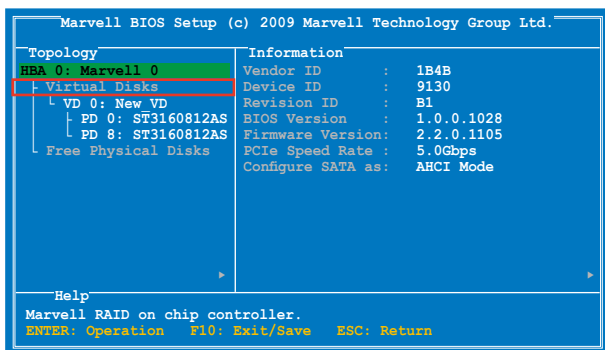 Marvell BIOS Setup (c) 2009 Marvell Technology Group Ltd.
Topology
HBA 0: Marvell 0
Virtual Disks
VD 0: New_VD
PD 0: ST3160812AS
PD 8: ST3160812AS
Free Physical Disks
Information
Vendor ID : 1B4B
Device ID : 9130
Revision ID : B1
BIOS Version : 1.0.0.1028
Firmware Version: 2.2.0.1105
PCIe Speed Rate : 5.0Gbps
Configure SATA as: AHCI Mode
Help
Marvell RAID on chip controller.
ENTER: Operation F10: Exit/Save ESC: Return